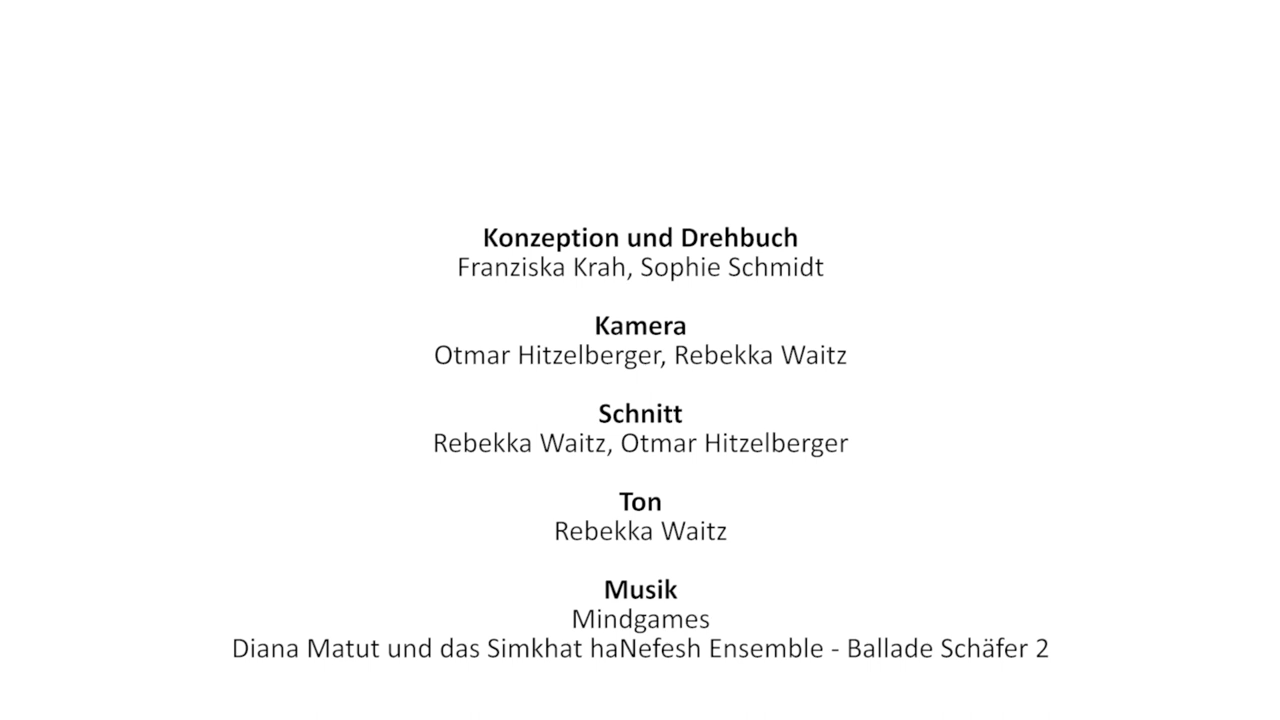 Konzeption und Drehbuch
Franziska Krah, Sophie Schmidt
Kamera
Otmar Hitzelberger, Rebekka Waitz
Schnitt
Rebekka Waitz, Otmar Hitzelberger
Ton
Rebekka Waitz
Musik
Mindgames
Diana Matut und das Simkhat haNefesh Ensemble - Ballade Schäfer 2